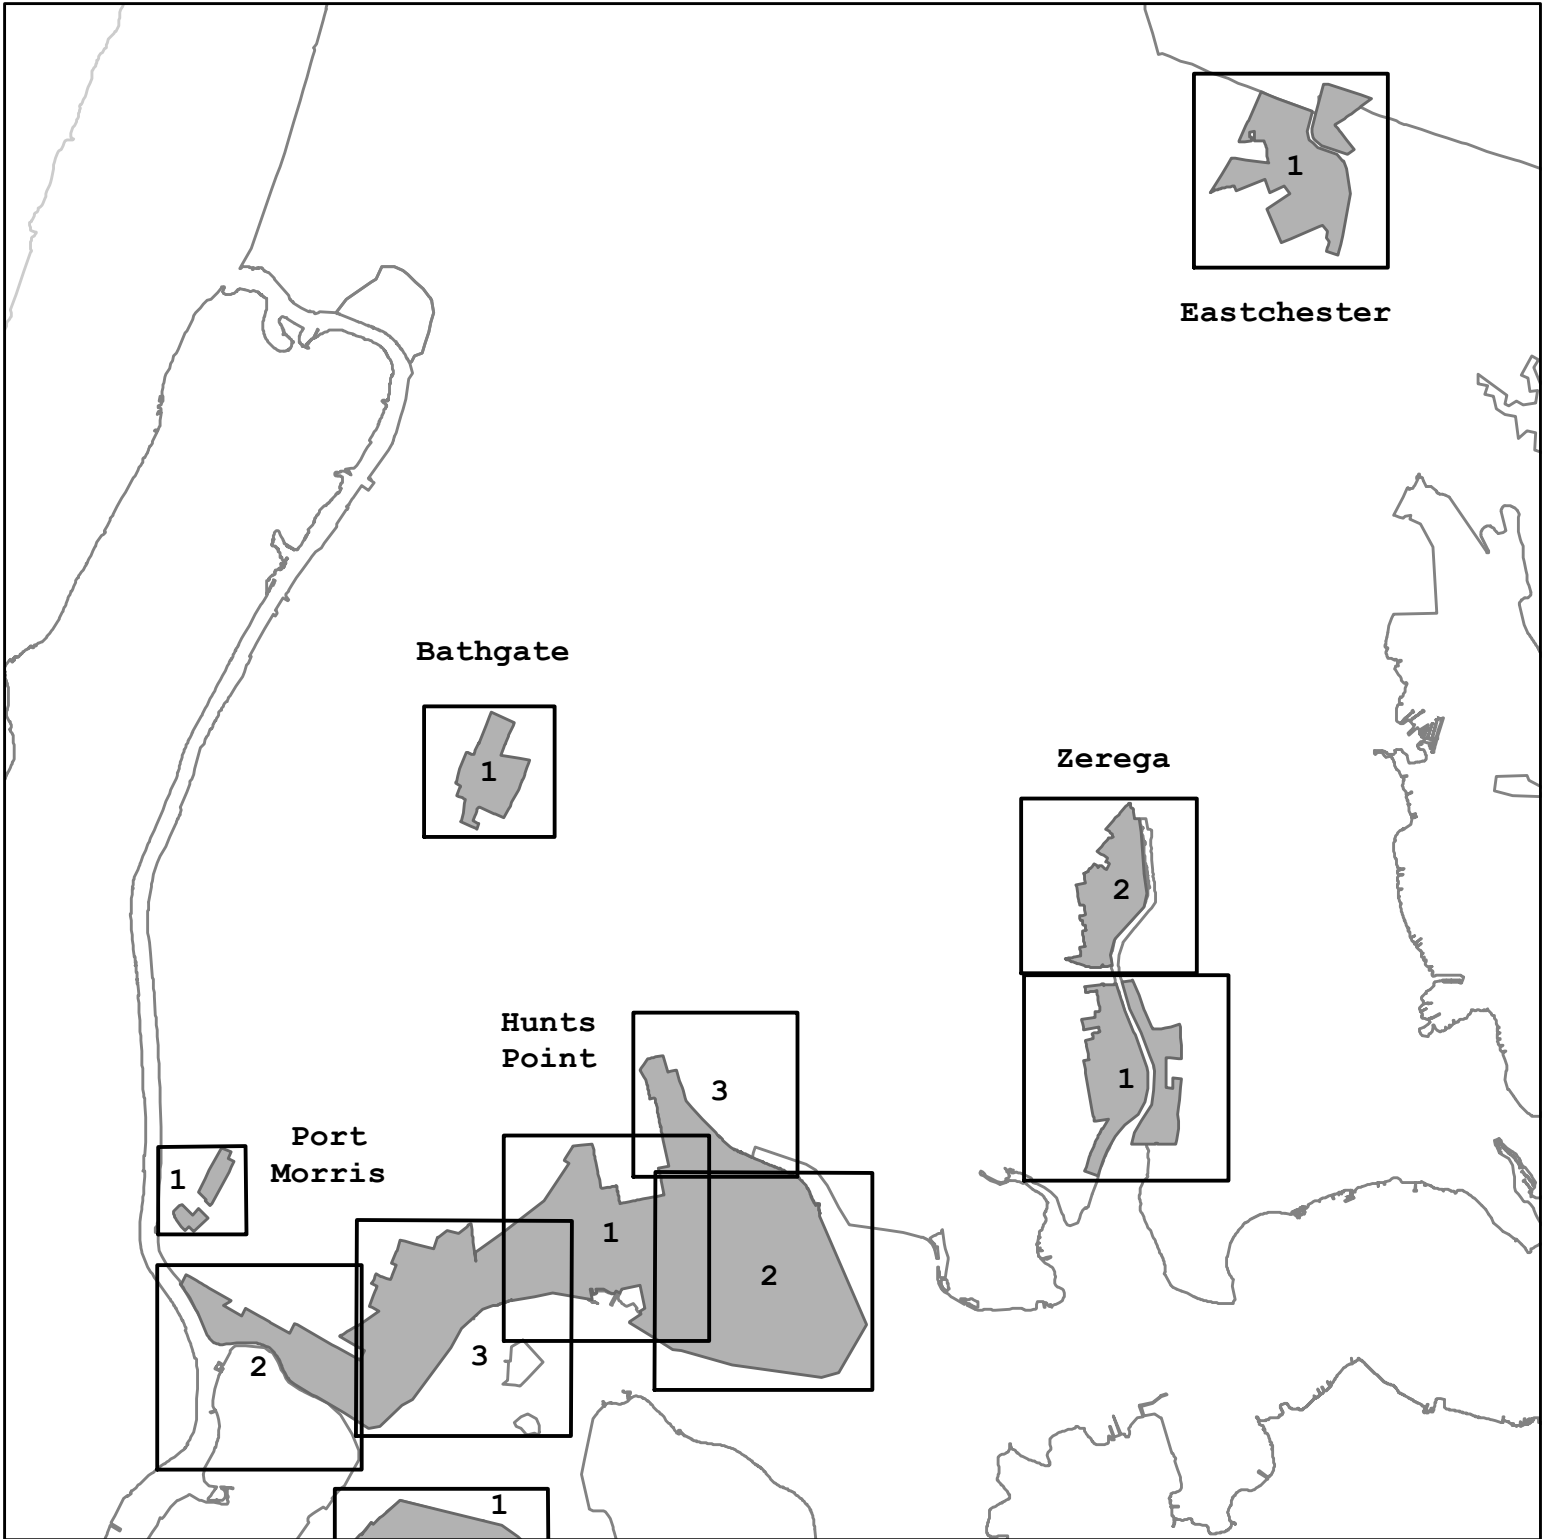 1
Eastchester
Bathgate
1
Zerega
2
1
Hunts
Point
3
1
2
Port
Morris
1
2
3
1